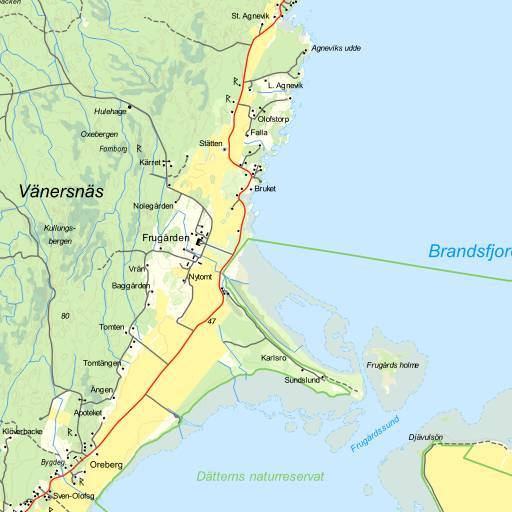 St. Agnevik
Agneviks udde
R
L. Agnevik
R
Hulehage
Olofstorp
Oxebergen
Falla
Fornborg
Stätten
R
Kärret
Vänersnäs
Bruket
Nolegården
Kullungs-
bergen
Frugården
Brandsfjord
Vrån
Nytomt
Baggården
80
47
Tomten
Karlsro
Tomtängen
Frugårds holme
Sundslund
Ängen
Apoteket
Frugårdssund
Klöverbacke
Djävulsön
Bygdeg
Oreberg
Dätterns naturreservat
Sven-Olofsg